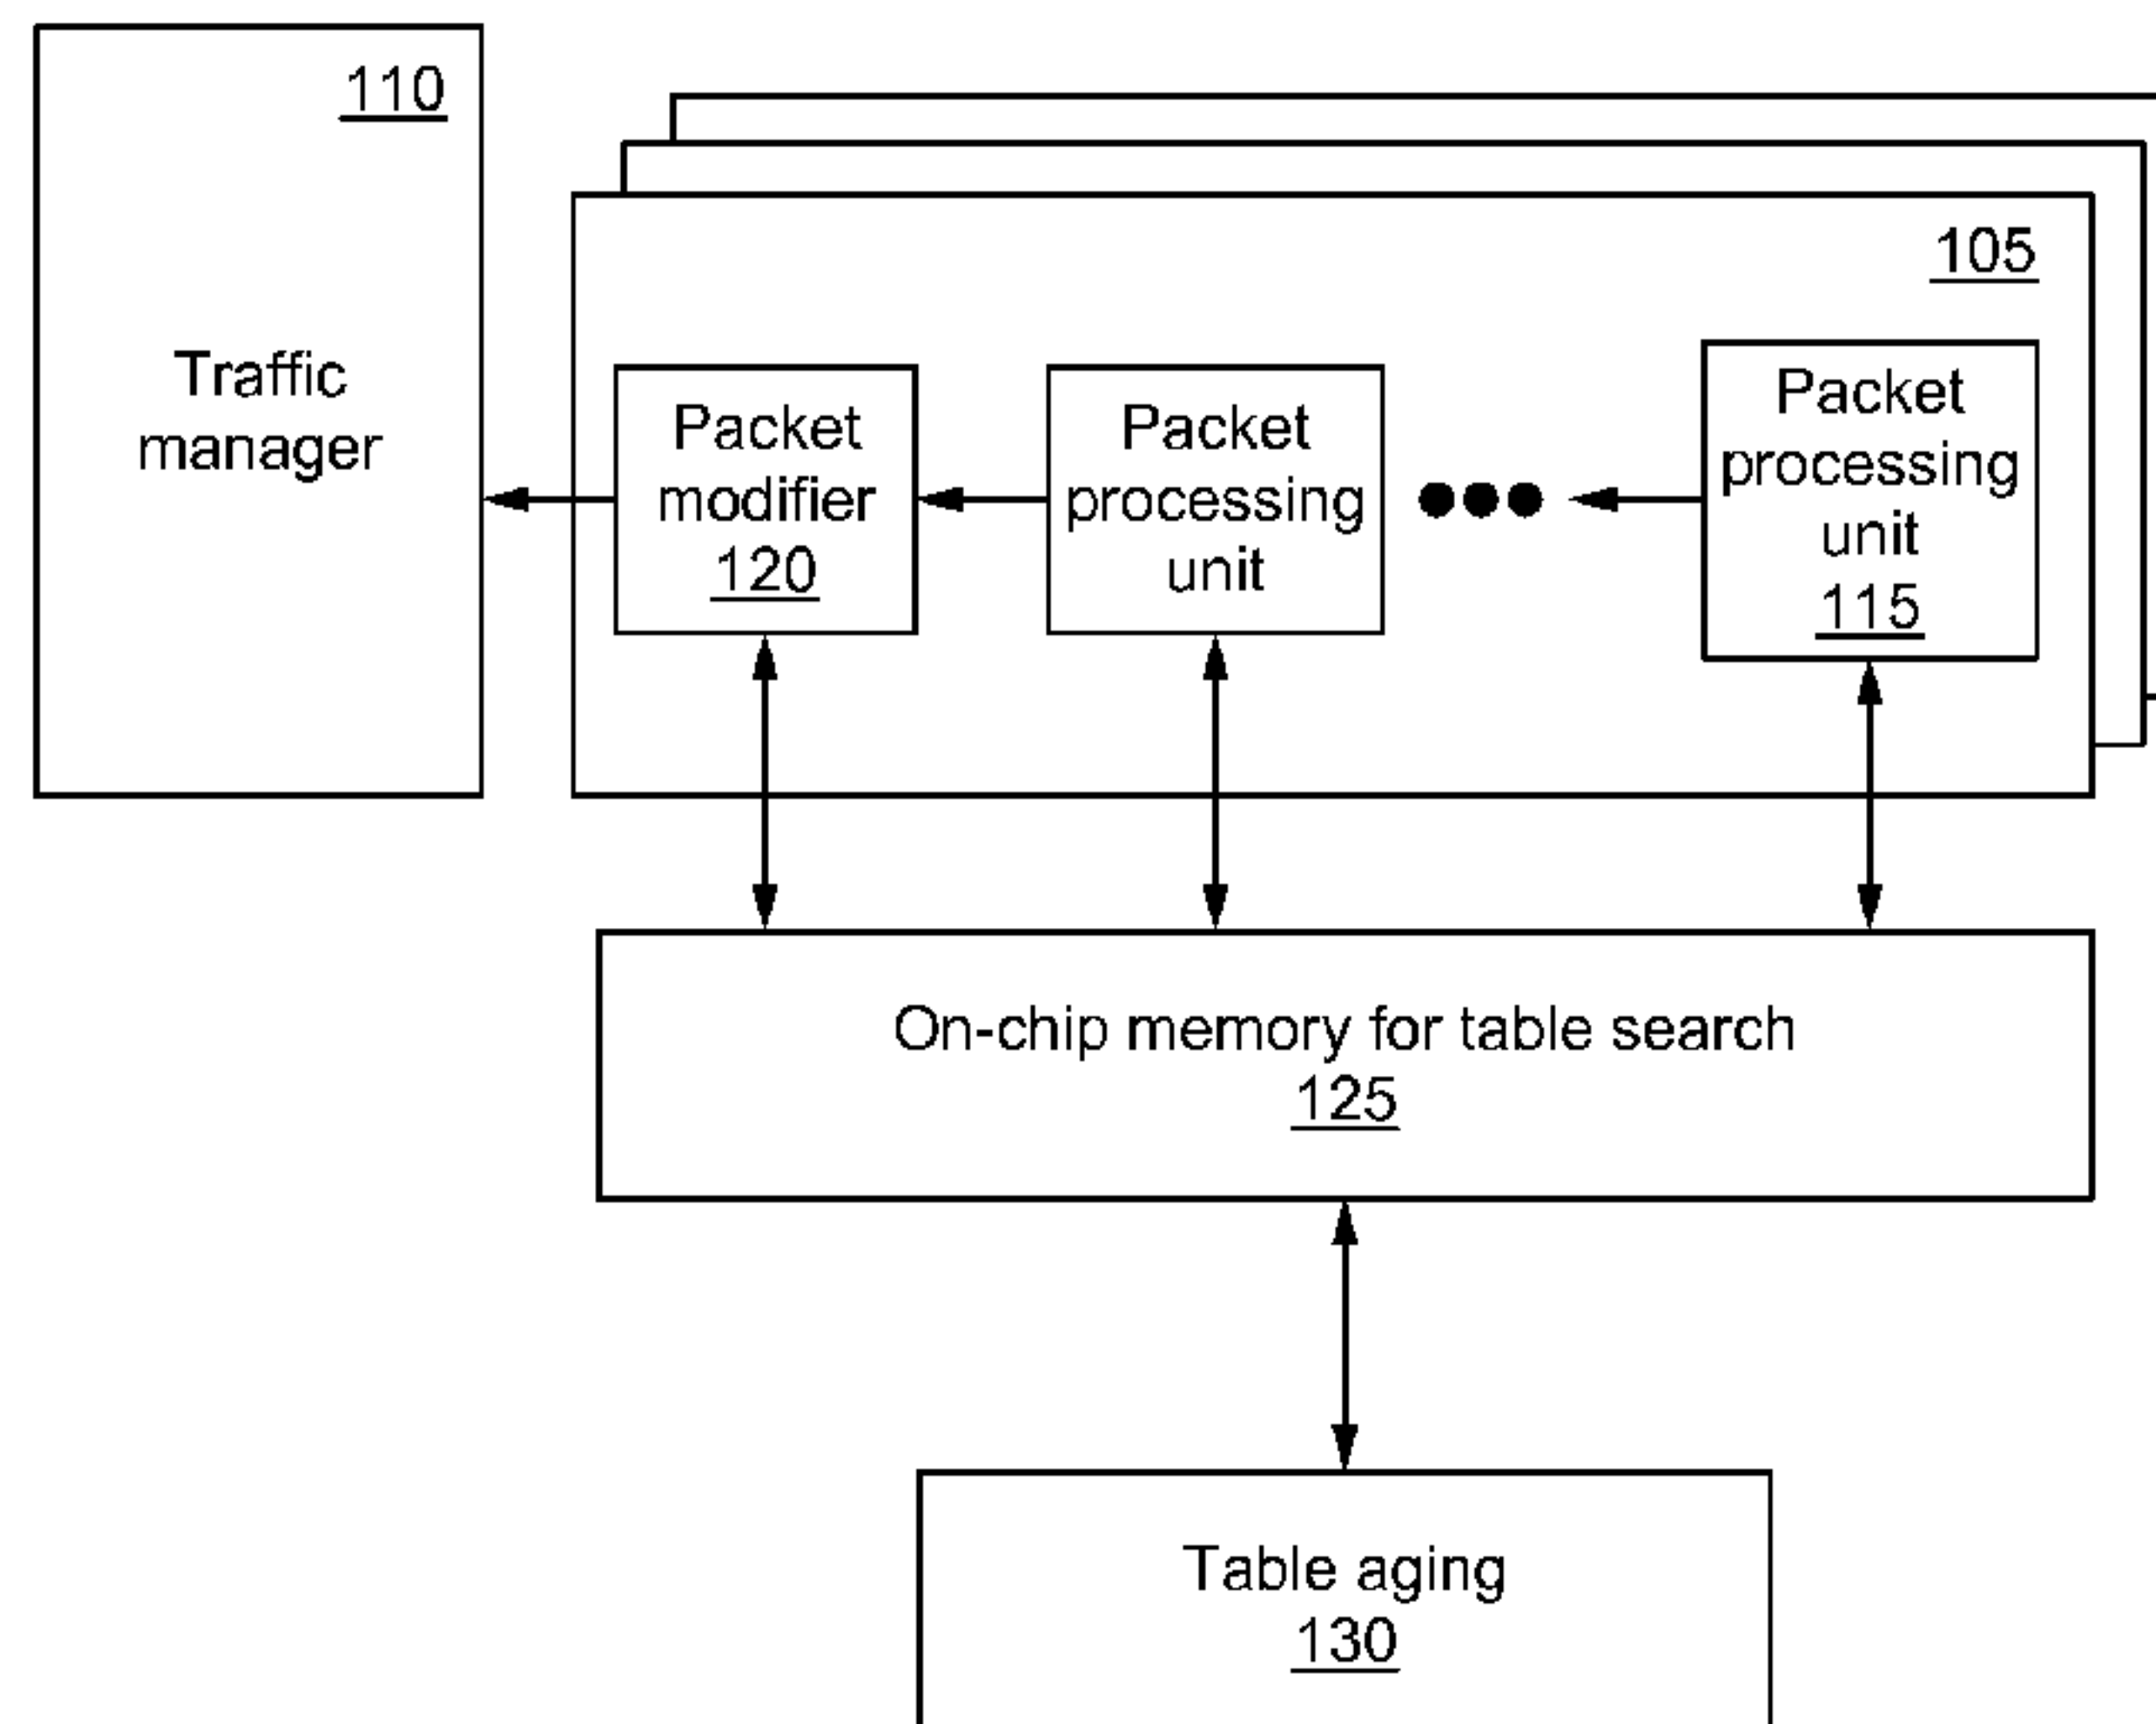 110
Traffic
manager
105
Packet
modifier
120
Packet
processing
unit
Packet
processing
unit
115
On-chip memory for table search
125
Table aging
130